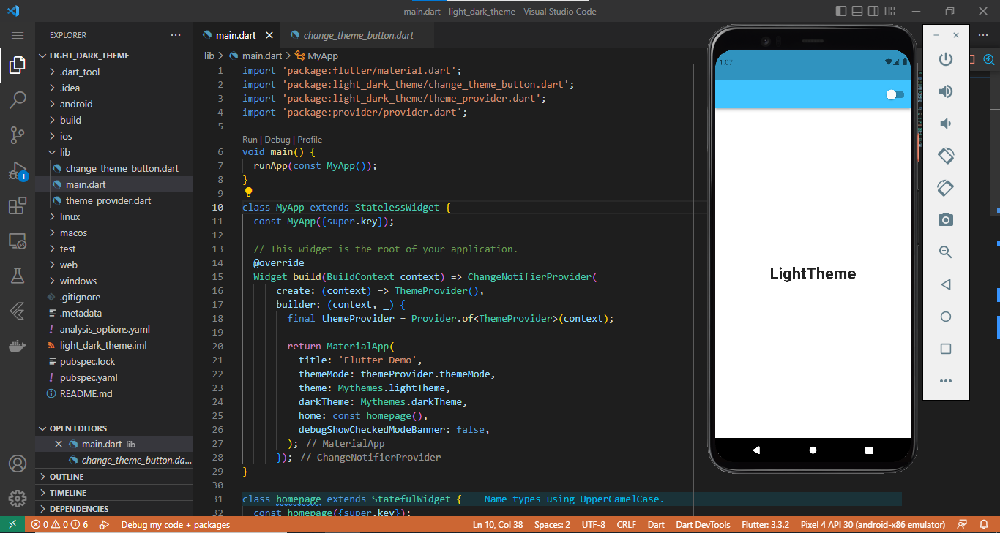 main.dart - light_dark_theme - Visual Studio Code
EXPLORER
LIGHT_DARK_THEME
.dart_tool
.idea
android
build
ios
lib
change_theme_button.dart
main.dart
theme_provider.dart
linux
macos
test
web
windows
.gitignore
.metadata
! analysis_options.yaml
light_dark_theme.iml
pubspec.lock
! pubspec.yaml
README.md
OPEN EDITORS
main.dart lib
change_theme_button.da...
OUTLINE
TIMELINE
DEPENDENCIES
1
main.dart
change_theme_button.dart
lib > main.dart > MyApp
1 import 'package:flutter/material.dart';
2 import 'package:light_dark_theme/change_theme_button.dart';
3 import 'package:light_dark_theme/theme_provider.dart';
4 import 'package:provider/provider.dart';
5
Run | Debug | Profile
6 void main() {
7 runApp(const MyApp());
8 }
9
10 class MyApp extends StatelessWidget {
11 const MyApp({super.key});
12
13 // This widget is the root of your application.
14 @override
15 Widget build(BuildContext context) => ChangeNotifierProvider(
16 create: (context) => ThemeProvider(),
17 builder: (context, _) {
18 final themeProvider = Provider.of<ThemeProvider>(context);
19
20 return MaterialApp(
21 title: 'Flutter Demo',
22 themeMode: themeProvider.themeMode,
23 theme: Mythemes.lightTheme,
24 darkTheme: Mythemes.darkTheme,
25 home: const homepage(),
26 debugShowCheckedModeBanner: false,
27 ); // MaterialApp
28 }); // ChangeNotifierProvider
29 }
30
31 class homepage extends StatefulWidget { Name types using UpperCamelCase.
32 const homepage({super.key});
1:07
LightTheme
0 0 6 Debug my code + packages Ln 10, Col 38 Spaces: 2 UTF-8 CRLF Dart Dart DevTools Flutter: 3.3.2 Pixel 4 API 30 (android-x86 emulator)